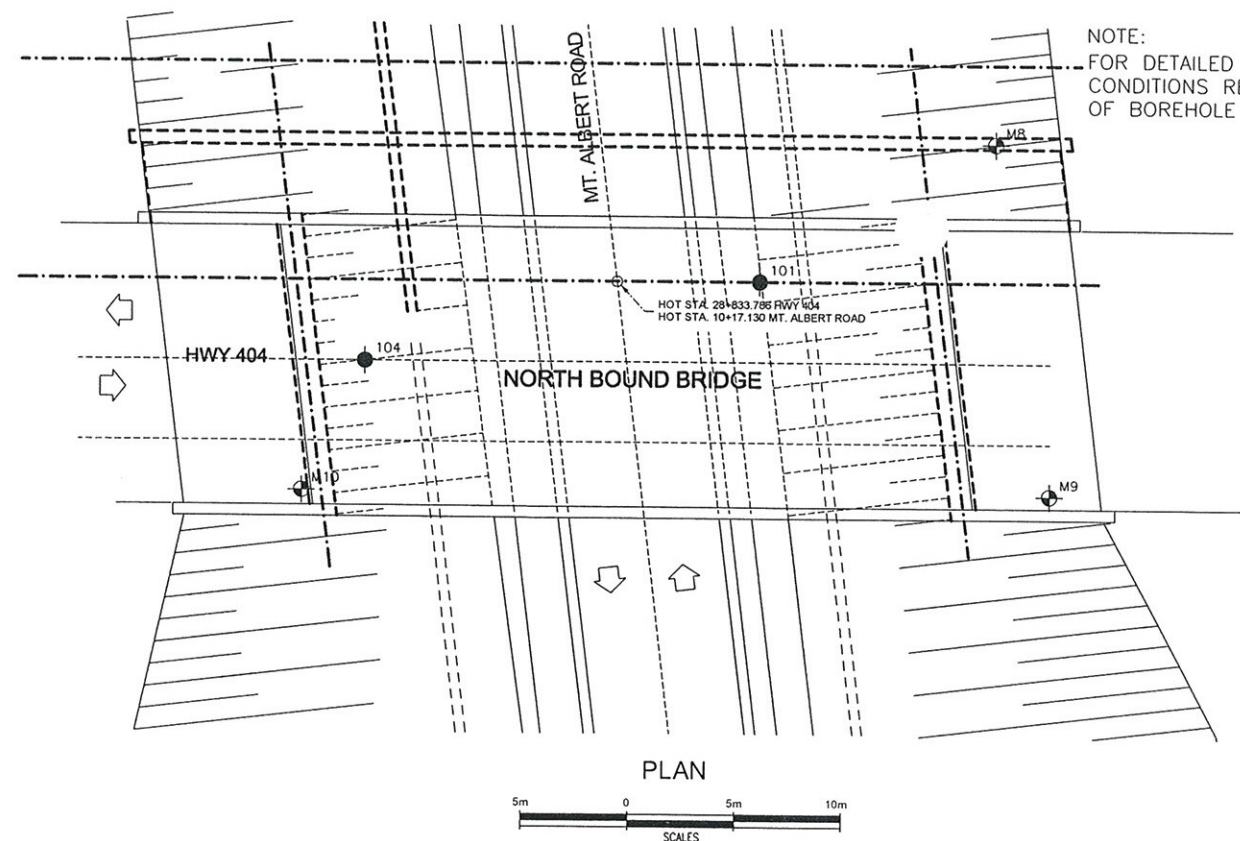 NOTE:
FOR DETAILED
CONDITIONS RE
OF BOREHOLE
MT. ALBERT ROAD
M8
101
HOT STA. 28+833.786 HWY 404
HOT STA. 10+17.130 MT. ALBERT ROAD
104
HWY 404
NORTH BOUND BRIDGE
M10
M9
PLAN
5m 0 5m 10m
SCALES